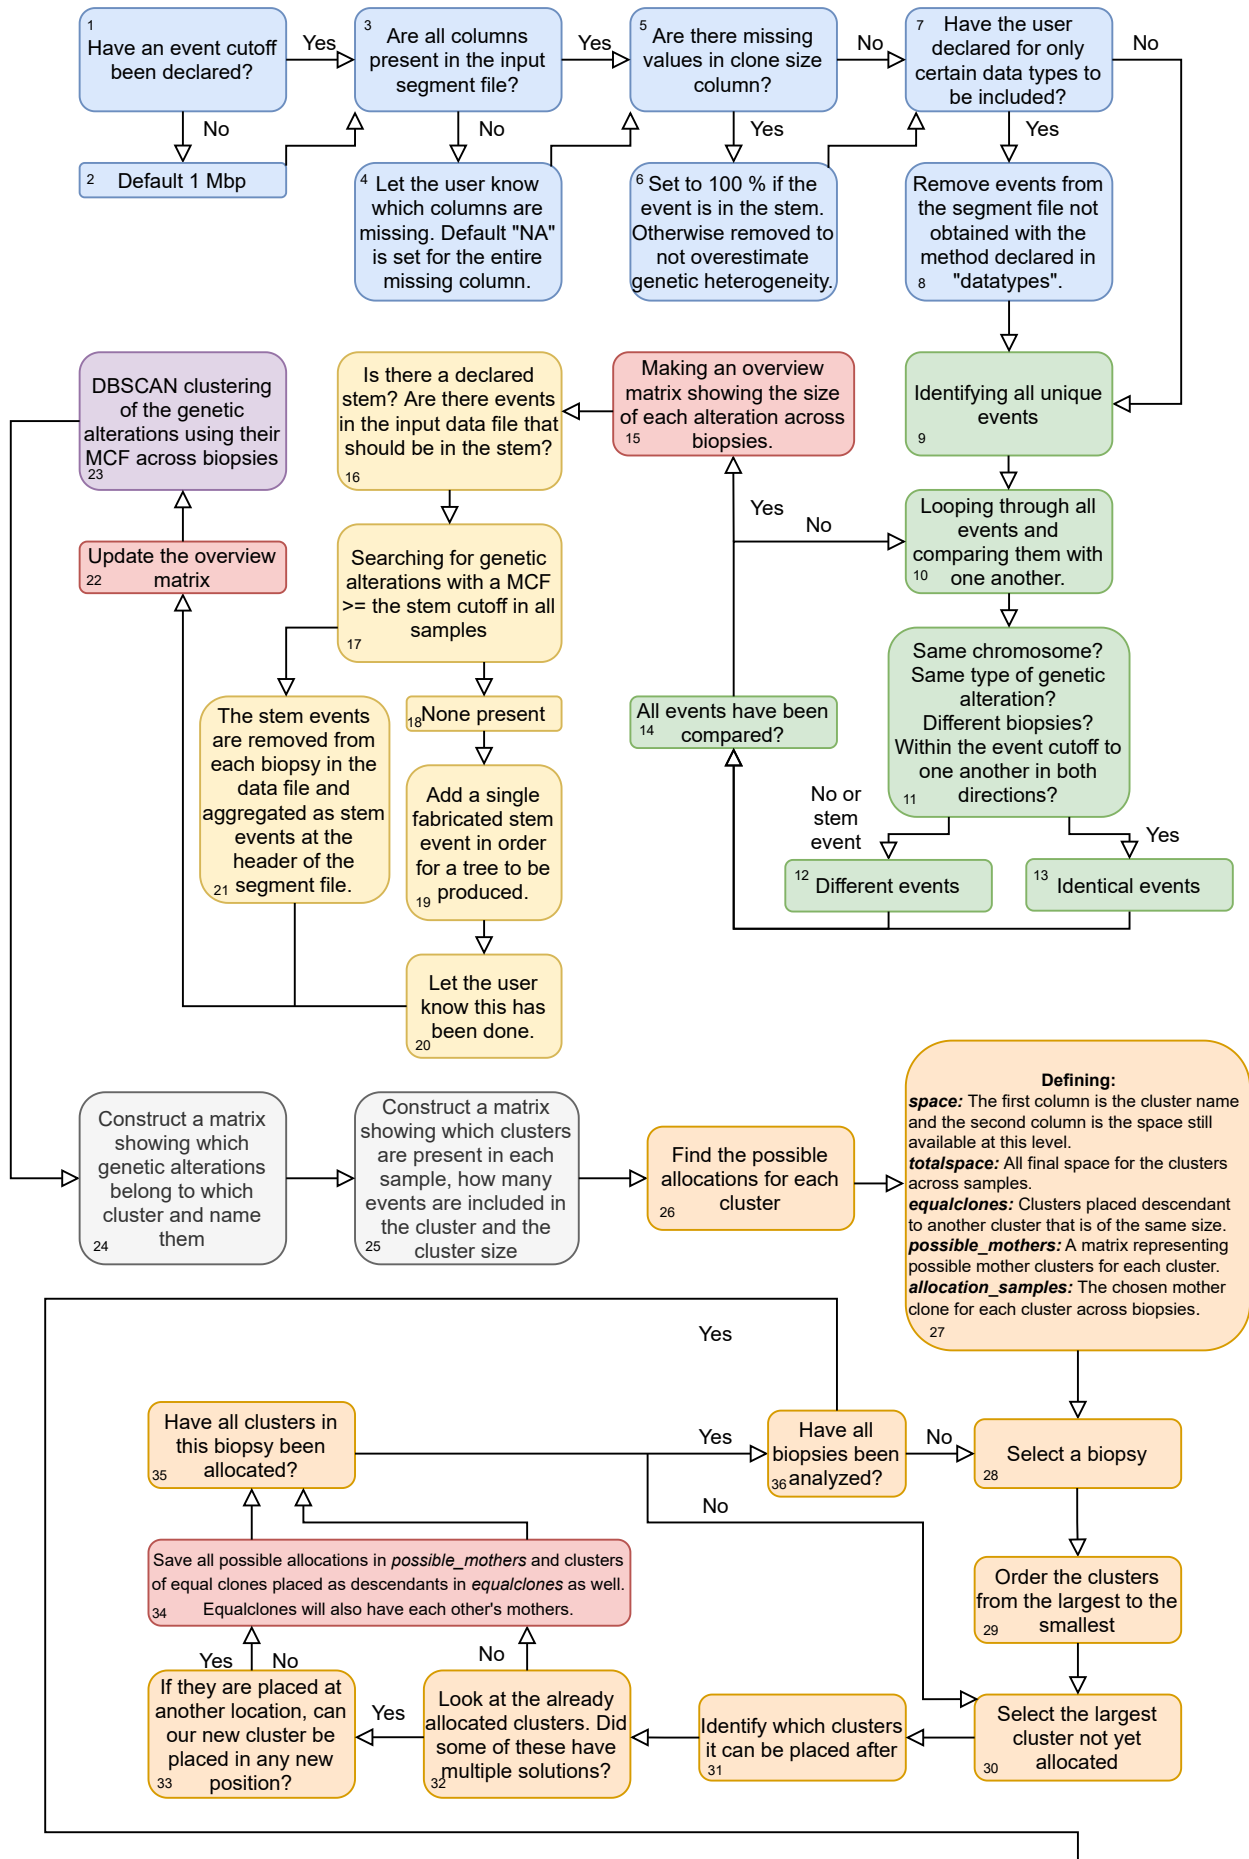 1
Have an event cutoff
been declared?
Yes
No
2
Default 1 Mbp
3
Are all columns
present in the input
segment file?
Yes
No
4
Let the user know
which columns are
missing. Default "NA"
is set for the entire
missing column.
5
Are there missing
values in clone size
column?
No
Yes
6
Set to 100 % if the
event is in the stem.
Otherwise removed to
not overestimate
genetic heterogeneity.
7
Have the user
declared for only
certain data types to
be included?
No
Yes
Remove events from
the segment file not
obtained with the
method declared in
"datatypes".
8
Identifying all unique
events
9
Looping through all
events and
comparing them with
one another.
10
Same chromosome?
Same type of genetic
alteration?
Different biopsies?
Within the event cutoff to
one another in both
directions?
11
No or
stem
event
Yes
12
Different events
13
Identical events
All events have been
compared?
14
Yes
No
Making an overview
matrix showing the size
of each alteration across
biopsies.
15
Is there a declared
stem? Are there events
in the input data file that
should be in the stem?
16
Searching for genetic
alterations with a MCF
>= the stem cutoff in all
samples
17
18
None present
Add a single
fabricated stem
event in order
for a tree to be
produced.
19
Let the user
know this has
been done.
20
The stem events
are removed from
each biopsy in the
data file and
aggregated as stem
events at the
header of the
segment file.
21
Update the overview
matrix
22
DBSCAN clustering
of the genetic
alterations using their
MCF across biopsies
23
Construct a matrix
showing which
genetic alterations
belong to which
cluster and name
them
24
Construct a matrix
showing which clusters
are present in each
sample, how many
events are included in
the cluster and the
cluster size
25
Find the possible
allocations for each
cluster
26
Defining:
space: The first column is the cluster name
and the second column is the space still
available at this level.
totalspace: All final space for the clusters
across samples.
equalclones: Clusters placed descendant
to another cluster that is of the same size.
possible_mothers: A matrix representing
possible mother clusters for each cluster.
allocation_samples: The chosen mother
clone for each cluster across biopsies.
27
Select a biopsy
28
Order the clusters
from the largest to the
smallest
29
Select the largest
cluster not yet
allocated
30
Identify which clusters
it can be placed after
31
Look at the already
allocated clusters. Did
some of these have
multiple solutions?
32
Yes
No
If they are placed at
another location, can
our new cluster be
placed in any new
position?
33
Yes
No
Save all possible allocations in possible_mothers and clusters
of equal clones placed as descendants in equalclones as well.
Equalclones will also have each other's mothers.
34
Have all clusters in
this biopsy been
allocated?
35
Yes
No
Have all
biopsies been
analyzed?
36
No
Yes